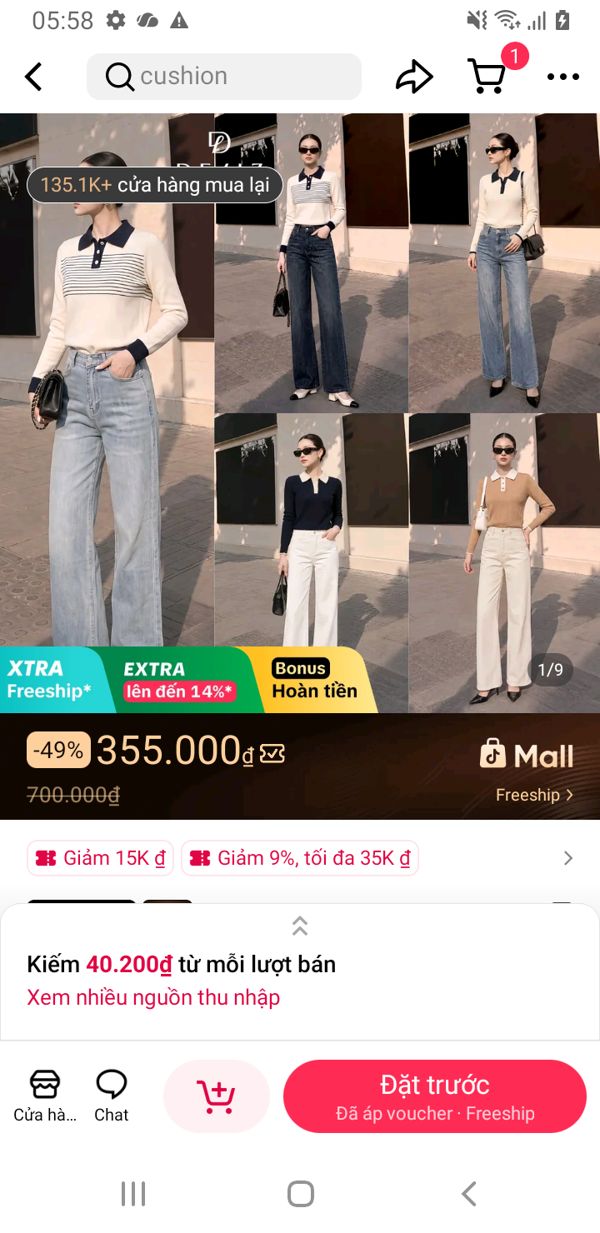 05:58
cushion
1
135.1K+ cửa hàng mua lại
XTRA
Freeship*
EXTRA
lên đến 14%*
Bonus
Hoàn tiền
1/9
-49% 355.000₫
Mall
700.000₫
Freeship >
Giảm 15K ₫
Giảm 9%, tối đa 35K ₫
Kiếm 40.200₫ từ mỗi lượt bán
Xem nhiều nguồn thu nhập
Đặt trước
Đã áp voucher · Freeship
Cửa hà...
Chat